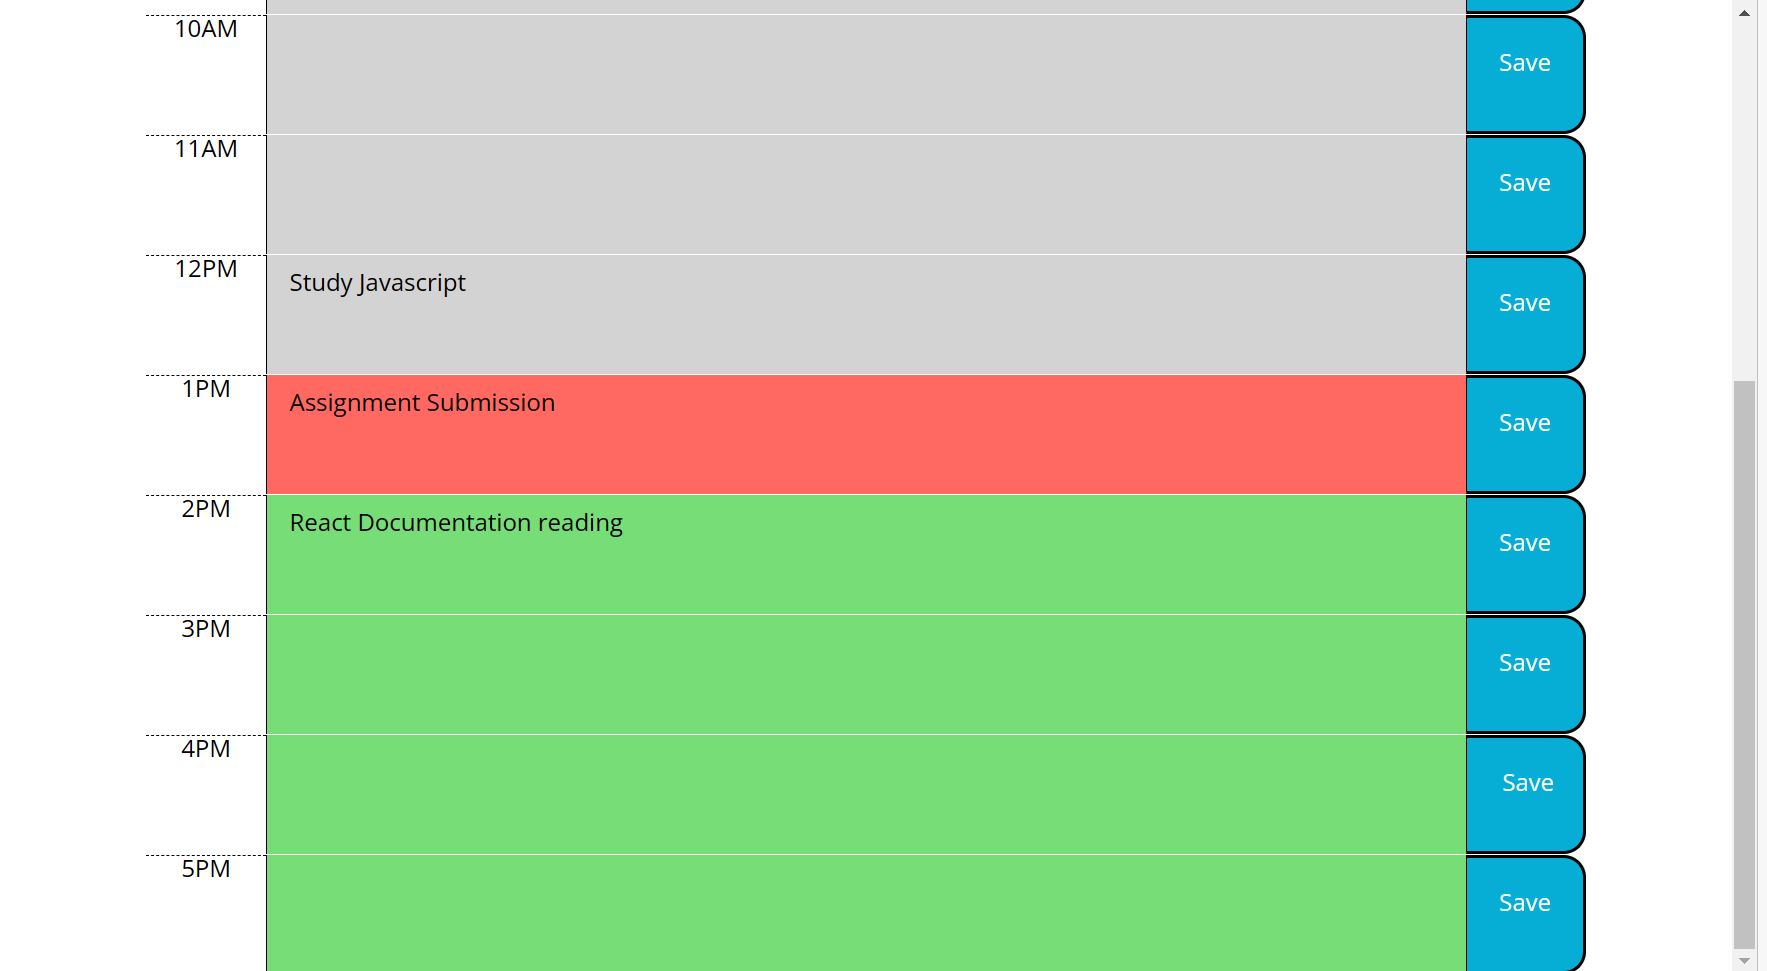 10AM
Save
11AM
Save
12PM
Study Javascript
Save
1PM
Assignment Submission
Save
2PM
React Documentation reading
Save
3PM
Save
4PM
Save
5PM
Save